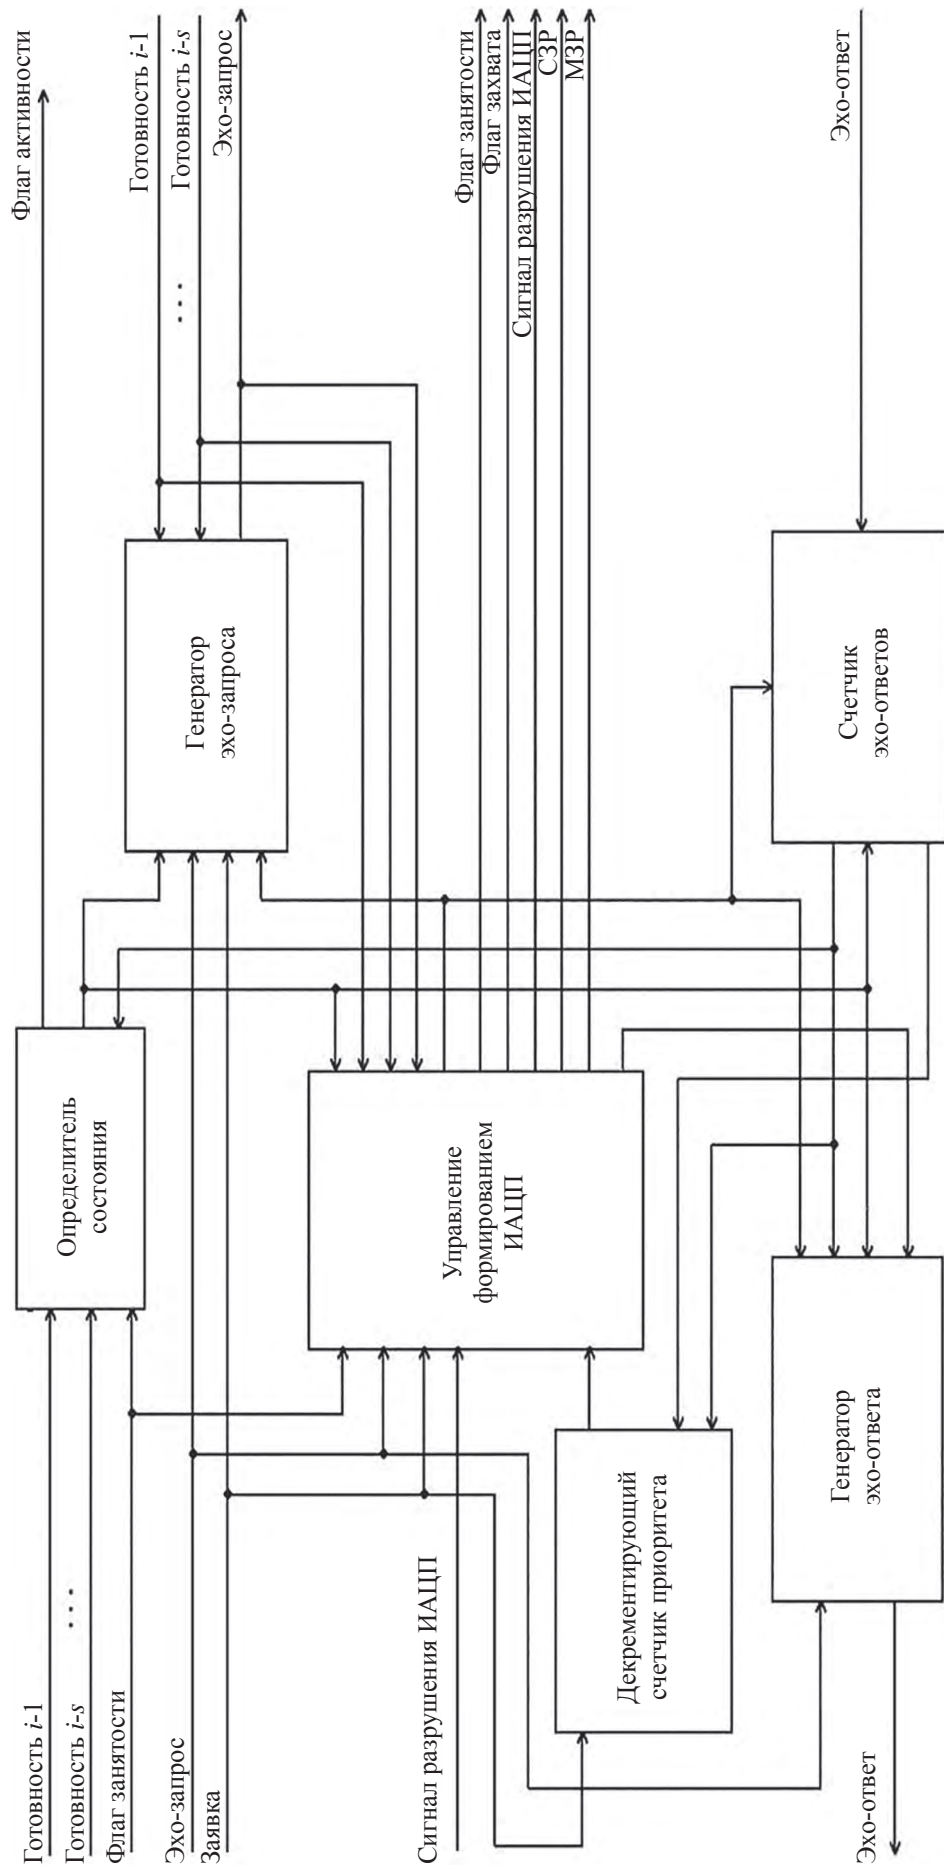 Готовность i-1
Готовность i-s
...
Флаг занятости
Эхо-запрос
Заявка
Сигнал разрушения ИАЦП
Эхо-ответ
Определитель
состояния
Управление
формированием
ИАЦП
Декрементирующий
счетчик приоритета
Генератор
эхо-ответа
Генератор
эхо-запроса
Счетчик
эхо-ответов
Флаг активности
Готовность i-1
...
Готовность i-s
Эхо-запрос
Флаг занятости
Флаг захвата
Сигнал разрушения ИАЦП
СЗР
МЗР
Эхо-ответ